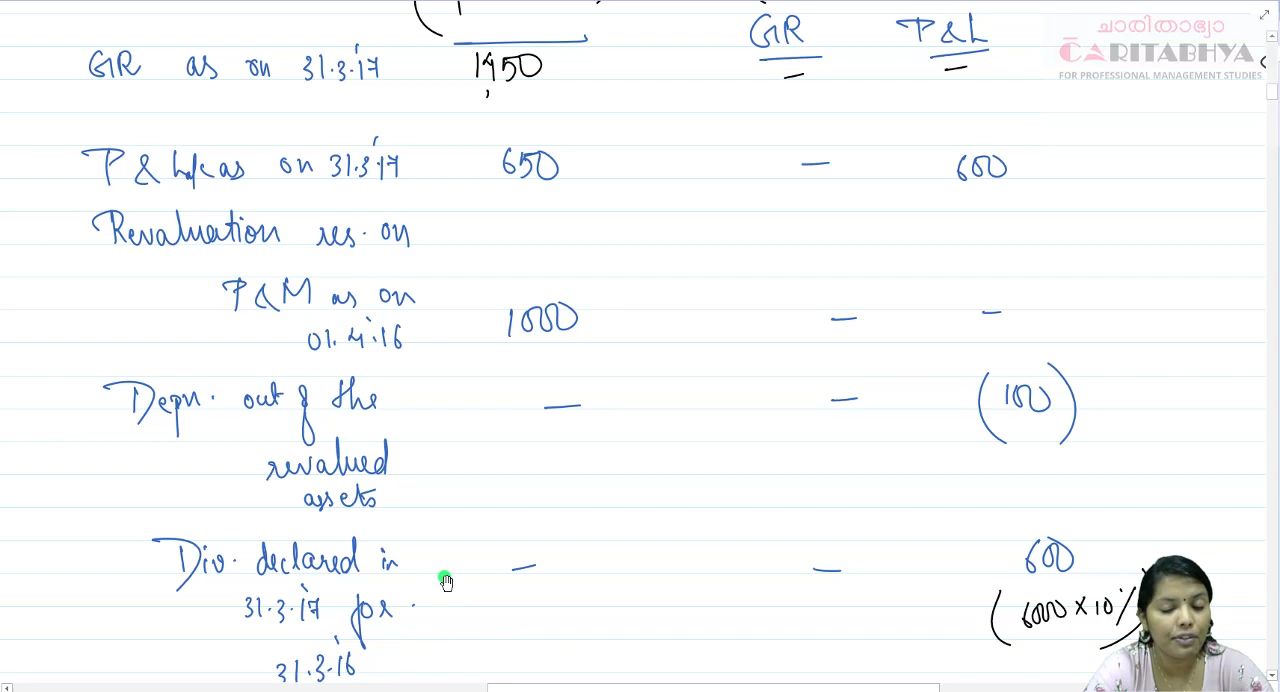 GR P & L
ചാരിതാഭ്യാ
CARITABHYA
FOR PROFESSIONAL MANAGEMENT STUDIES
GR as on 31.3.17 1950 — —
P & L a/c as on 31.3.17 650 — 600
Revaluation res. on
P & M as on
01.4.16 1000 — -
Depn. out of the — — (100)
revalued
assets
Div. declared in — — 600
31.3.17 for (6000 × 10%)
31.3.16